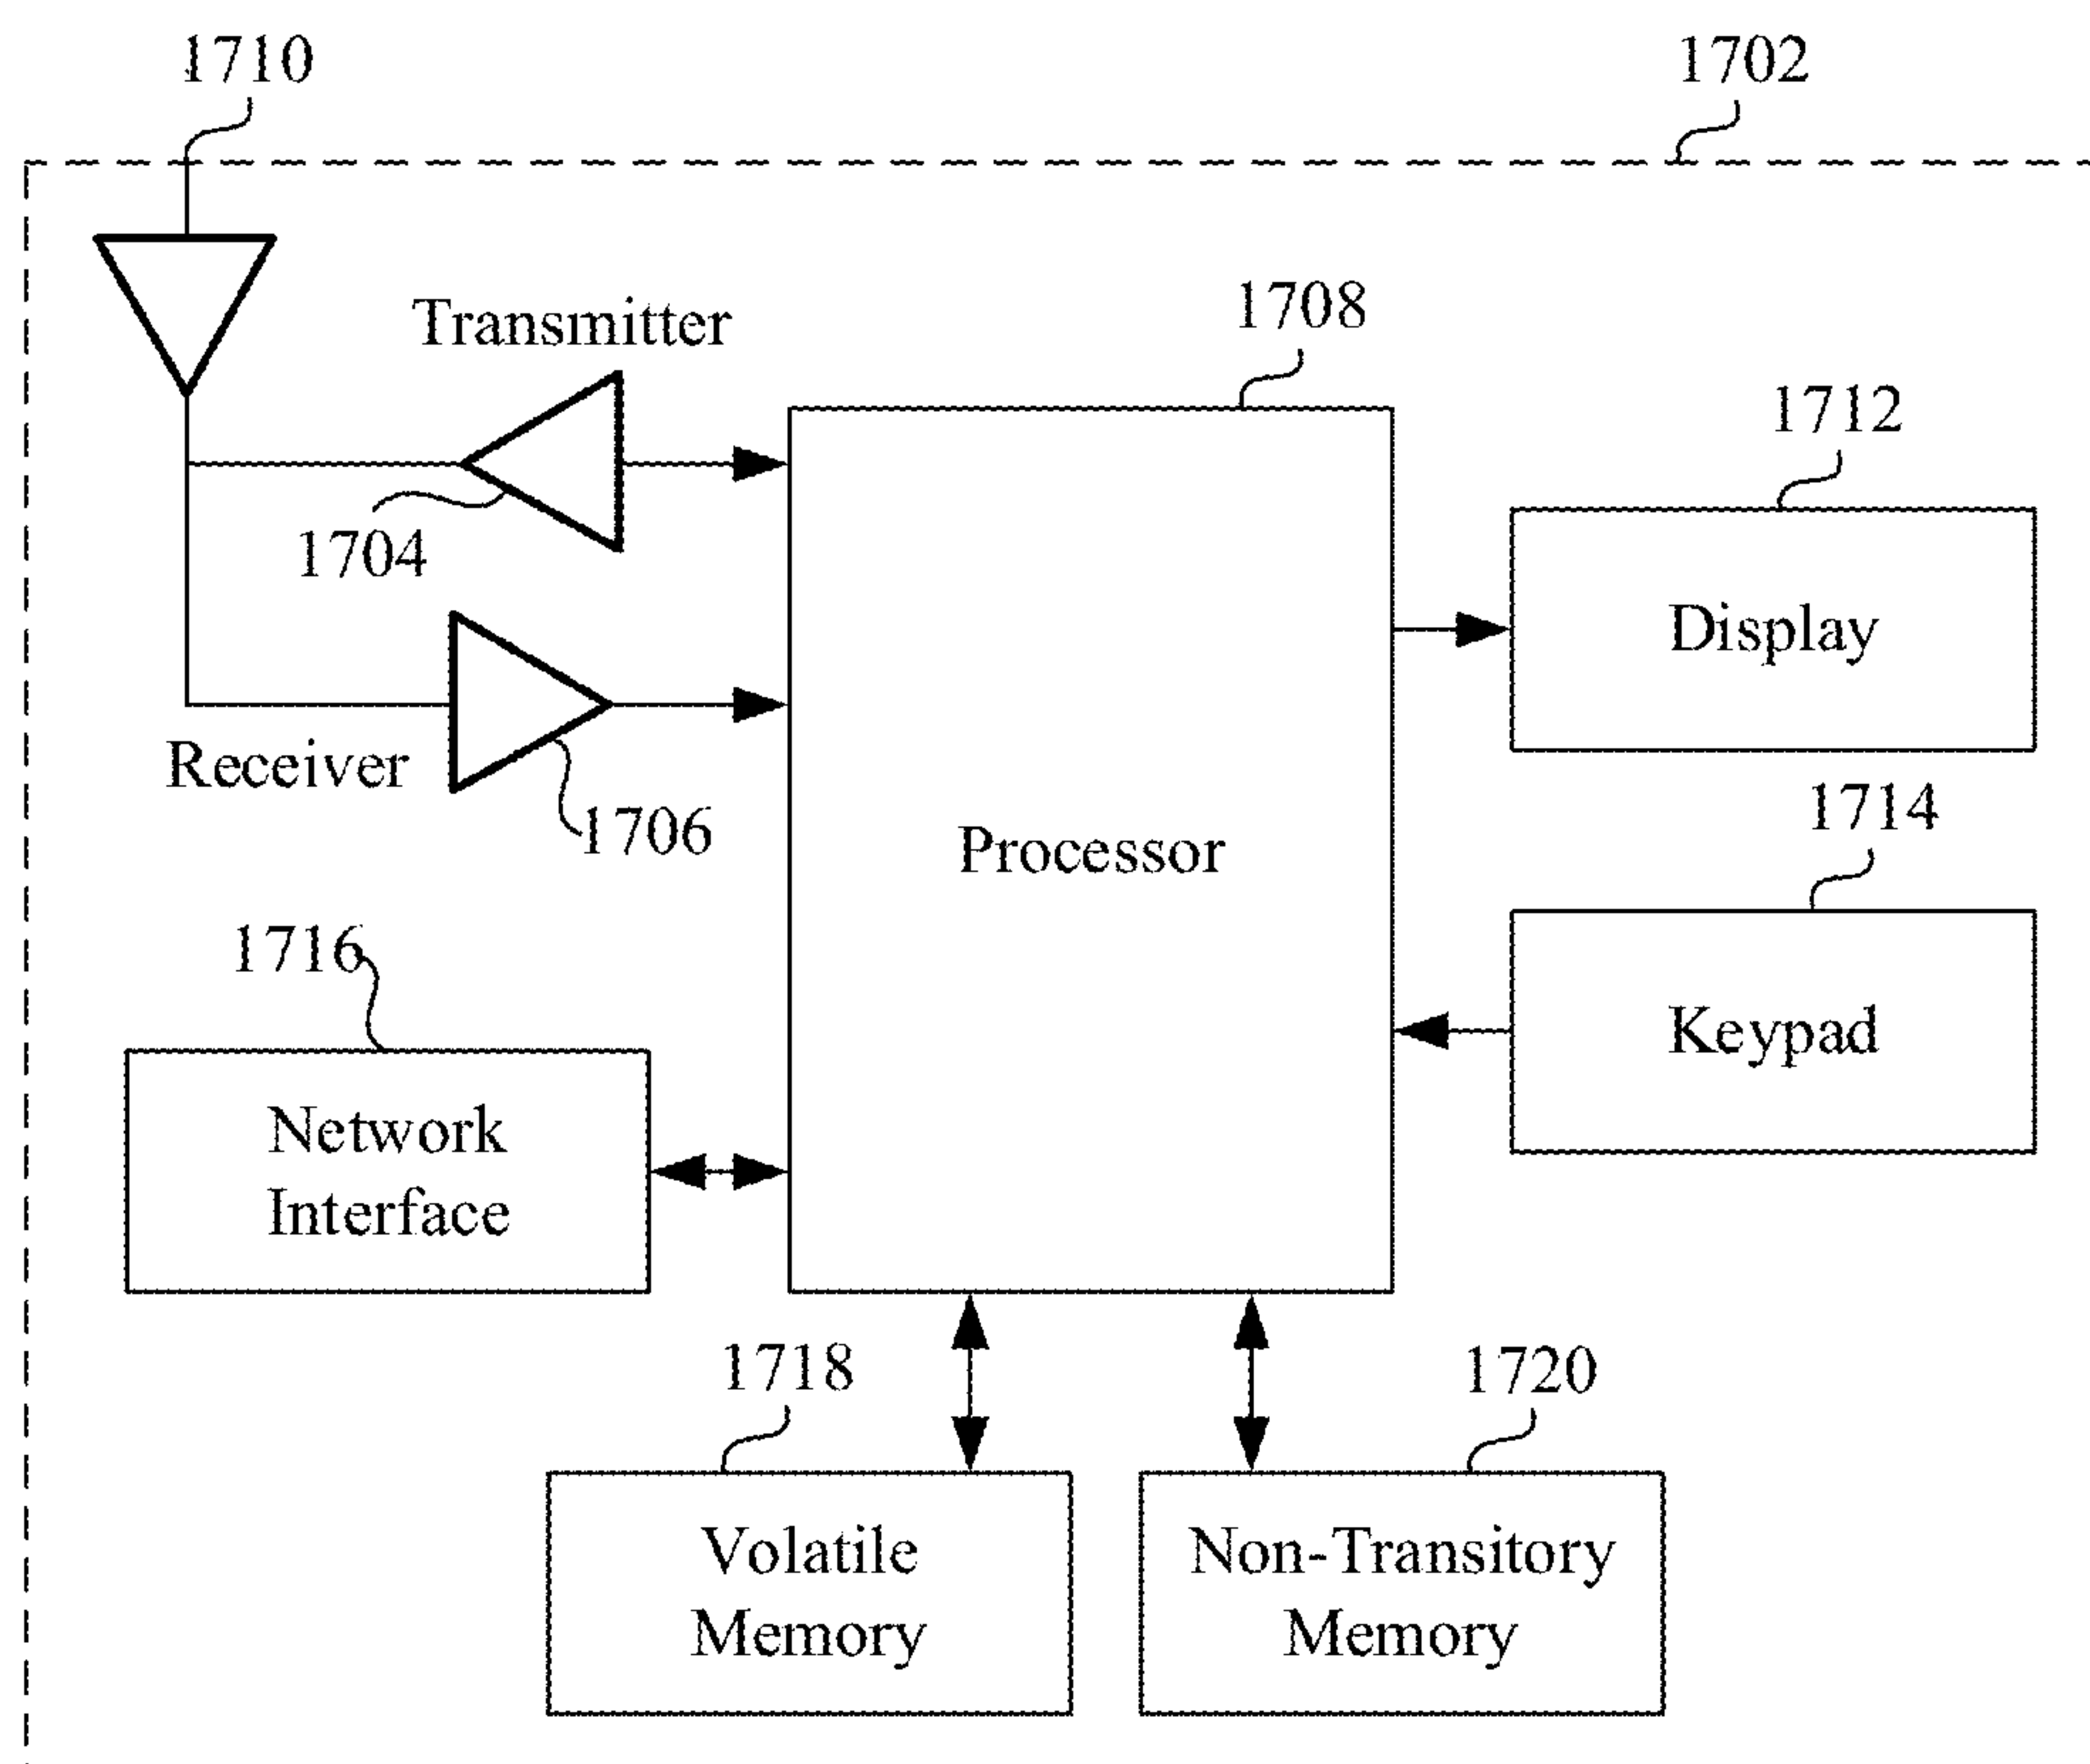 1710
1702
Transmitter
1708
1712
1704
Display
Receiver
1706
Processor
1714
1716
Keypad
Network
Interface
1718
1720
Volatile
Memory
Non-Transitory
Memory